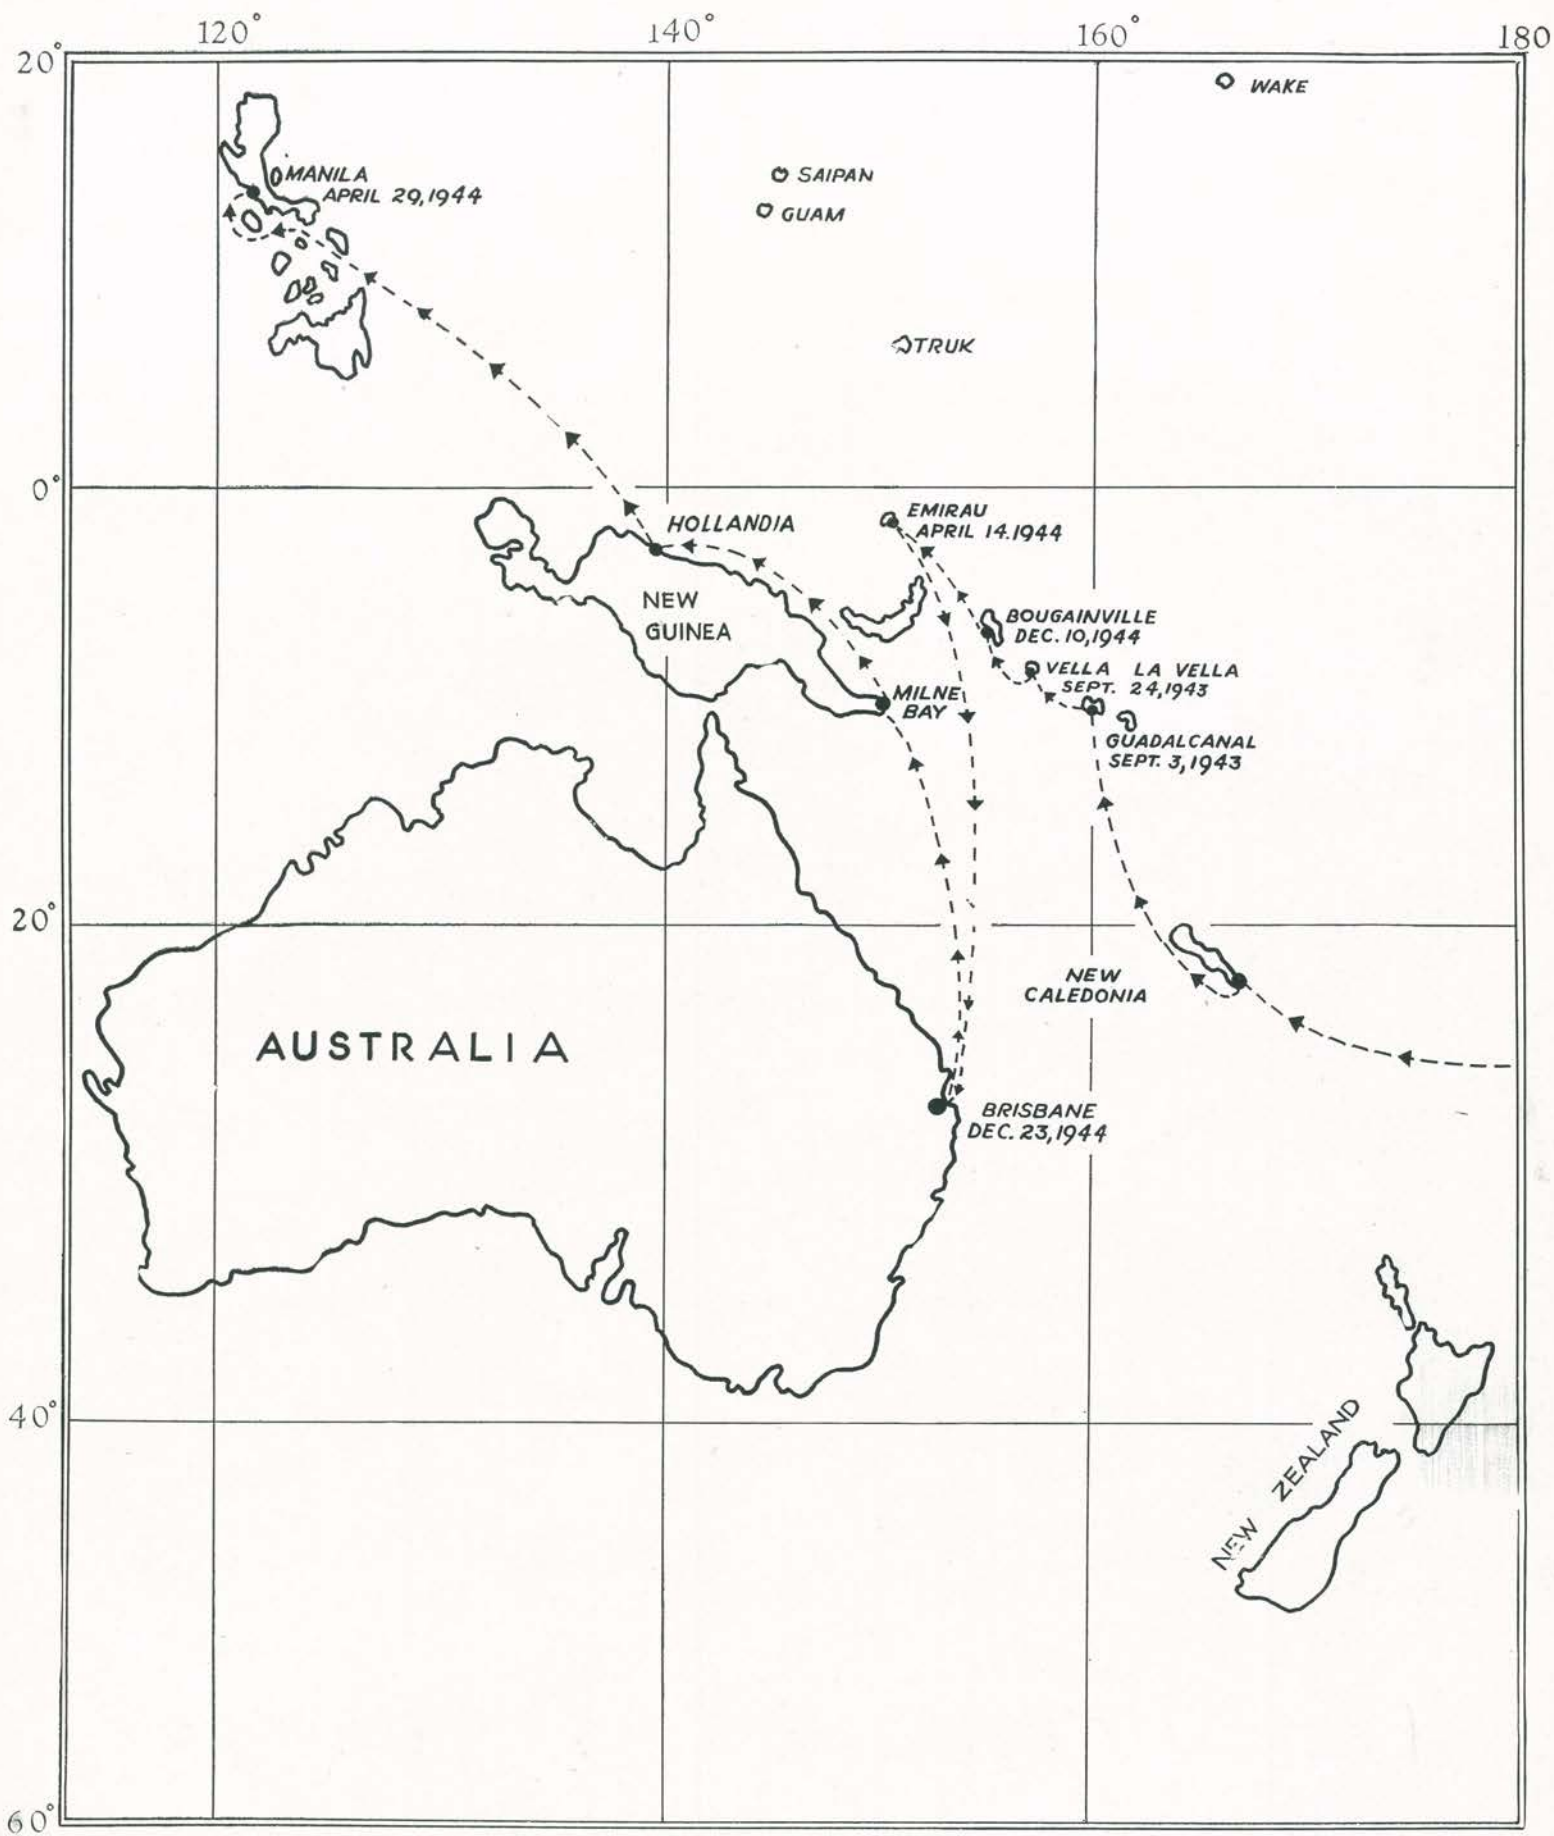 120° 140° 160° 180
20°
WAKE
MANILA
APRIL 29,1944
SAIPAN
GUAM
TRUK
0°
HOLLANDIA
EMIRAU
APRIL 14.1944
NEW
GUINEA
BOUGAINVILLE
DEC. 10,1944
VELLA LA VELLA
SEPT. 24,1943
MILNE
BAY
GUADALCANAL
SEPT. 3,1943
20°
NEW
CALEDONIA
AUSTRALIA
BRISBANE
DEC. 23,1944
40°
NEW ZEALAND
60°